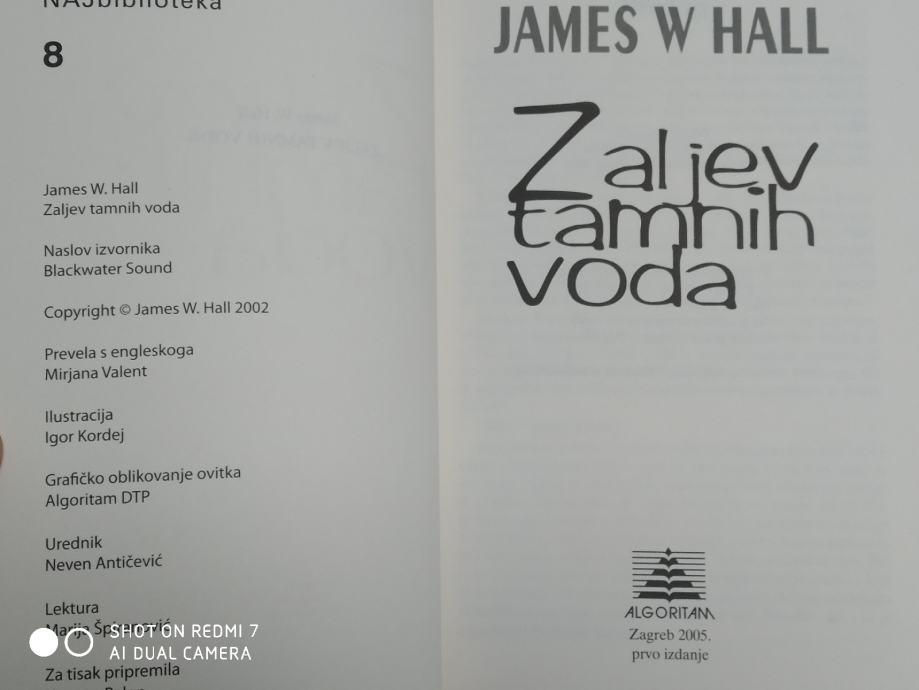 NAJbiblioteka
8
James W. Hall
Zaljev tamnih voda
Naslov izvornika
Blackwater Sound
Copyright © James W. Hall 2002
Prevela s engleskoga
Mirjana Valent
Ilustracija
Igor Kordej
Grafičko oblikovanje ovitka
Algoritam DTP
Urednik
Neven Antičević
Lektura
Marija
Za tisak pripremila
SHOT ON REDMI 7
AI DUAL CAMERA
JAMES W HALL
Zaljev
tamnih
voda
ALGORITAM
Zagreb 2005.
prvo izdanje